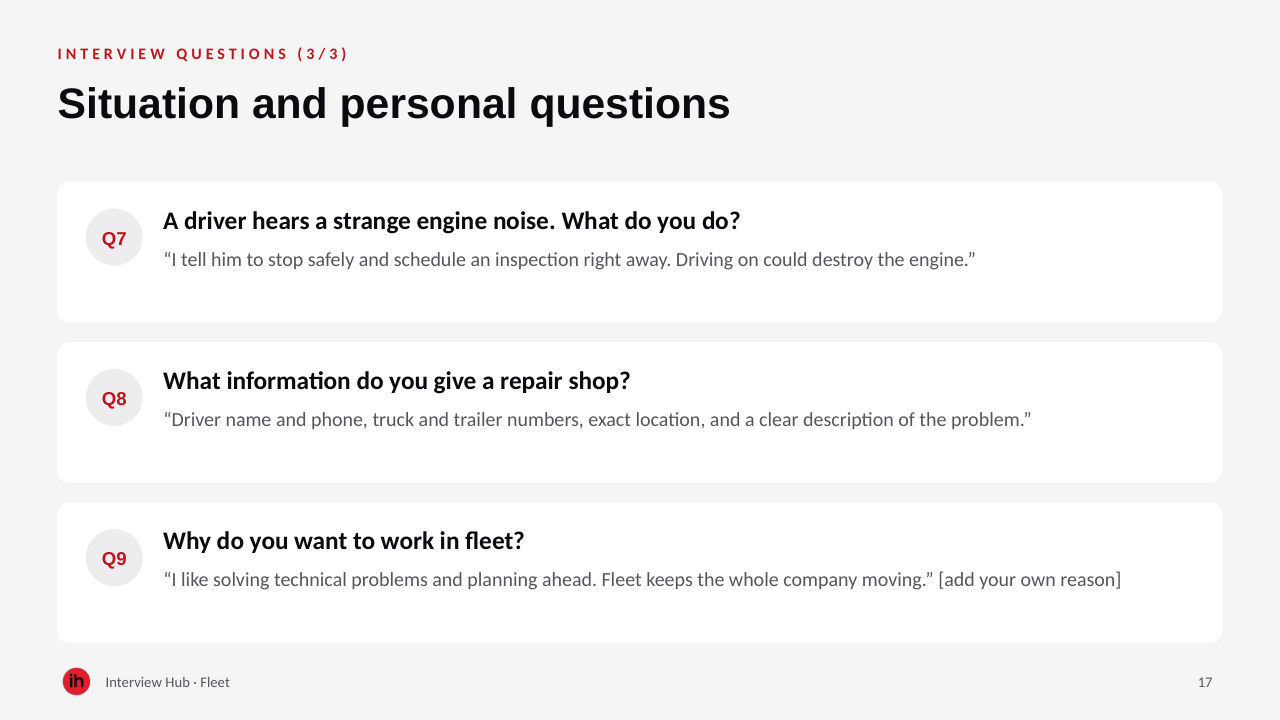 INTERVIEW QUESTIONS (3/3)
Situation and personal questions
Q7
A driver hears a strange engine noise. What do you do?
“I tell him to stop safely and schedule an inspection right away. Driving on could destroy the engine.”
Q8
What information do you give a repair shop?
“Driver name and phone, truck and trailer numbers, exact location, and a clear description of the problem.”
Q9
Why do you want to work in fleet?
“I like solving technical problems and planning ahead. Fleet keeps the whole company moving.” [add your own reason]
ih
Interview Hub · Fleet
17